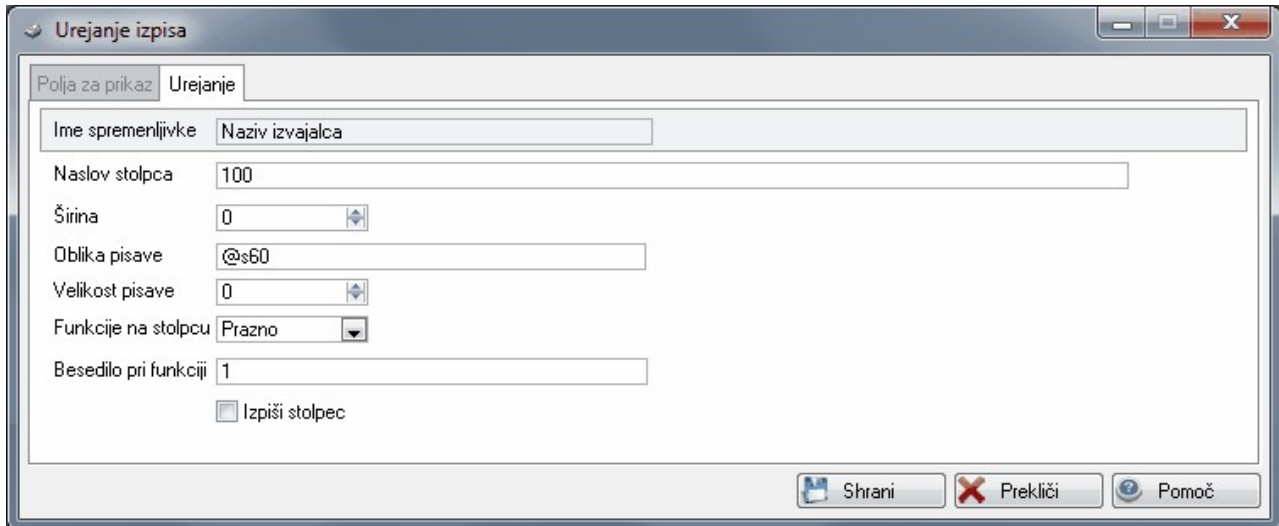 Urejanje izpisa
Polja za prikaz Urejanje
Ime spremenljivke Naziv izvajalca
Naslov stolpca 100
Širina 0
Oblika pisave @s60
Velikost pisave 0
Funkcije na stolpcu Prazno
Besedilo pri funkciji 1
Izpiši stolpec
Shrani Prekliči Pomoč